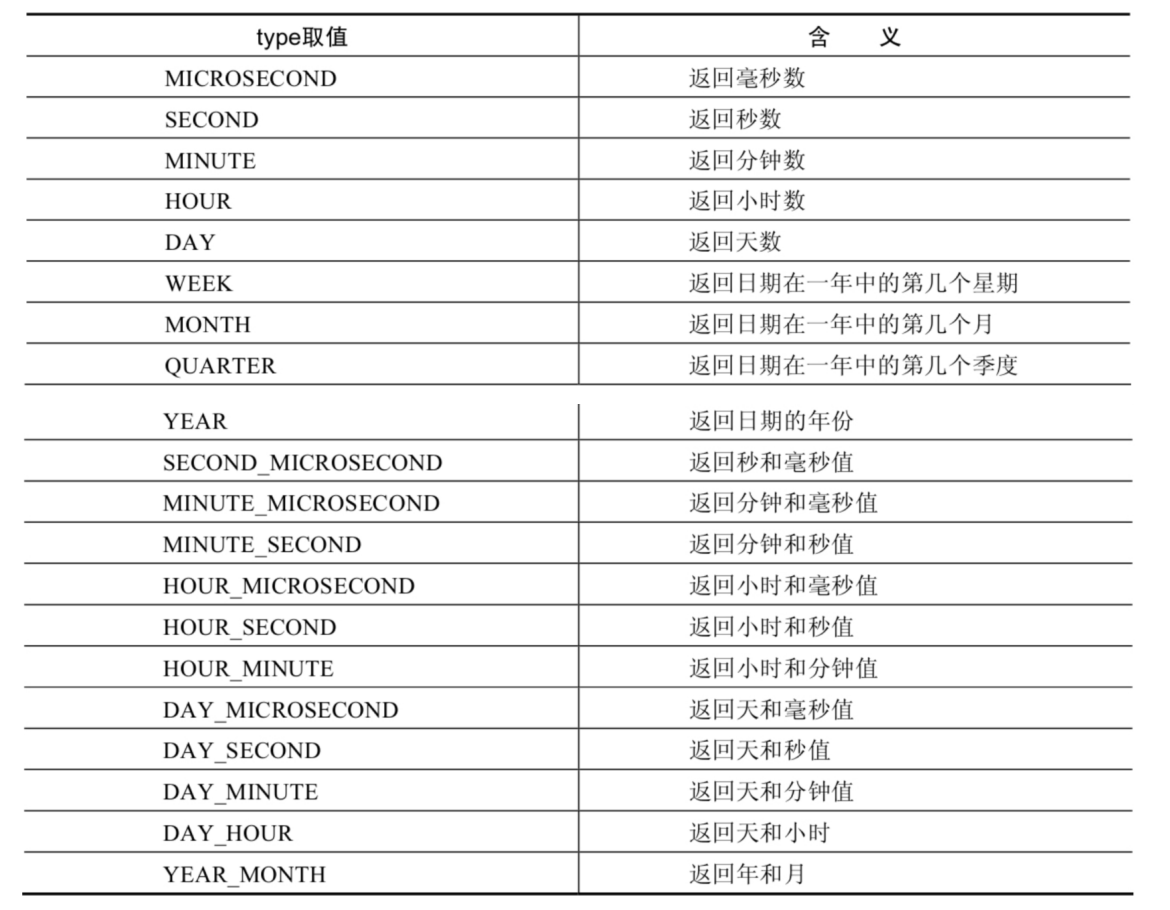 type取值 含 义
MICROSECOND 返回毫秒数
SECOND 返回秒数
MINUTE 返回分钟数
HOUR 返回小时数
DAY 返回天数
WEEK 返回日期在一年中的第几个星期
MONTH 返回日期在一年中的第几个月
QUARTER 返回日期在一年中的第几个季度
YEAR 返回日期的年份
SECOND_MICROSECOND 返回秒和毫秒值
MINUTE_MICROSECOND 返回分钟和毫秒值
MINUTE_SECOND 返回分钟和秒值
HOUR_MICROSECOND 返回小时和毫秒值
HOUR_SECOND 返回小时和秒值
HOUR_MINUTE 返回小时和分钟值
DAY_MICROSECOND 返回天和毫秒值
DAY_SECOND 返回天和秒值
DAY_MINUTE 返回天和分钟值
DAY_HOUR 返回天和小时
YEAR_MONTH 返回年和月